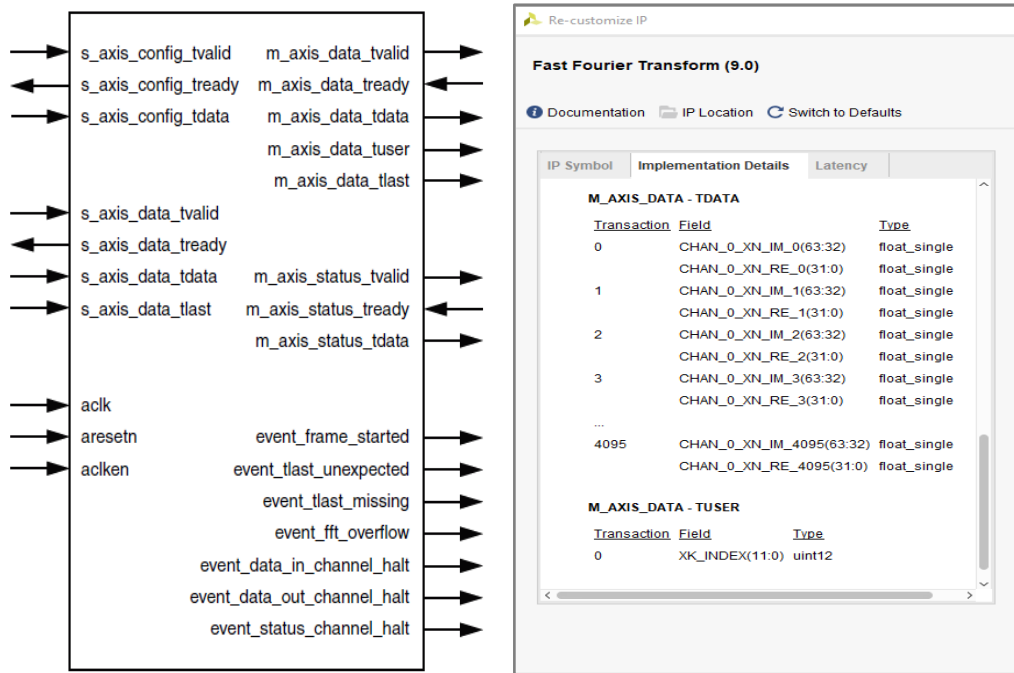 s_axis_config_tvalid m_axis_data_tvalid
s_axis_config_tready m_axis_data_tready
s_axis_config_tdata m_axis_data_tdata
m_axis_data_tuser
m_axis_data_tlast
s_axis_data_tvalid
s_axis_data_tready
s_axis_data_tdata m_axis_status_tvalid
s_axis_data_tlast m_axis_status_tready
m_axis_status_tdata
aclk
aresetn event_frame_started
aclken event_tlast_unexpected
event_tlast_missing
event_fft_overflow
event_data_in_channel_halt
event_data_out_channel_halt
event_status_channel_halt
Re-customize IP
Fast Fourier Transform (9.0)
Documentation IP Location Switch to Defaults
IP Symbol Implementation Details Latency
M_AXIS_DATA - TDATA
Transaction Field Type
0 CHAN_0_XN_IM_0(63:32) float_single
CHAN_0_XN_RE_0(31:0) float_single
1 CHAN_0_XN_IM_1(63:32) float_single
CHAN_0_XN_RE_1(31:0) float_single
2 CHAN_0_XN_IM_2(63:32) float_single
CHAN_0_XN_RE_2(31:0) float_single
3 CHAN_0_XN_IM_3(63:32) float_single
CHAN_0_XN_RE_3(31:0) float_single
...
4095 CHAN_0_XN_IM_4095(63:32) float_single
CHAN_0_XN_RE_4095(31:0) float_single
M_AXIS_DATA - TUSER
Transaction Field Type
0 XK_INDEX(11:0) uint12